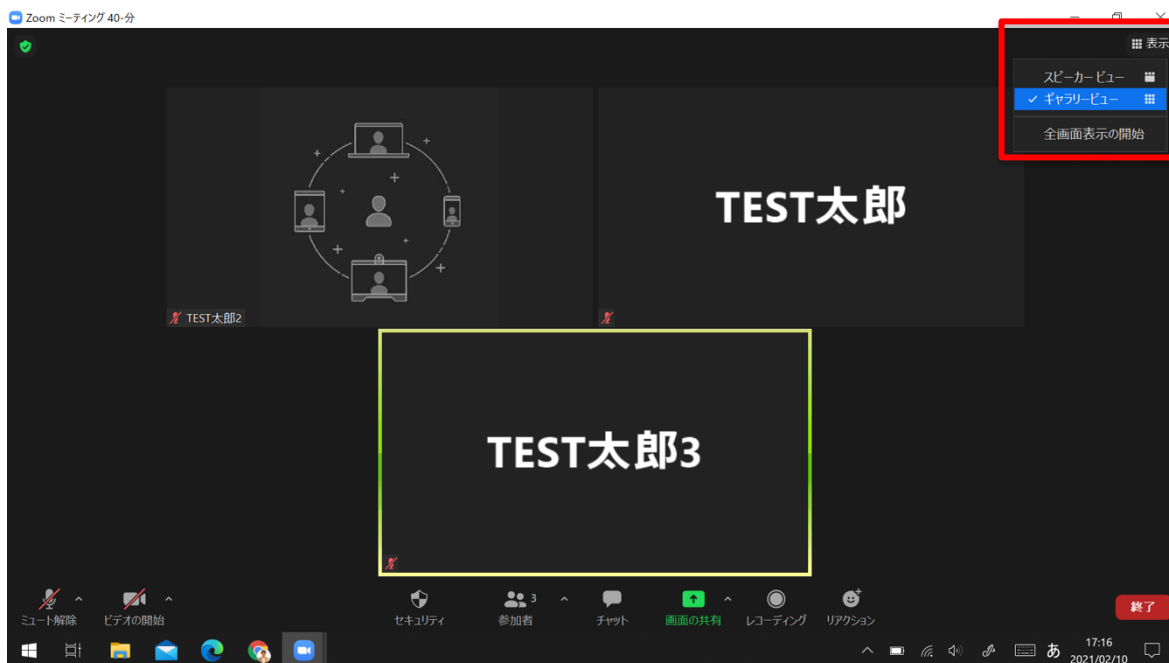 Zoom ミーティング 40-分
表示
スピーカー ビュー
ギャラリービュー
全画面表示の開始
TEST太郎
TEST太郎2
TEST太郎3
ミュート解除
ビデオの開始
セキュリティ
3
参加者
チャット
画面の共有
レコーディング
リアクション
終了
あ
17:16
2021/02/10